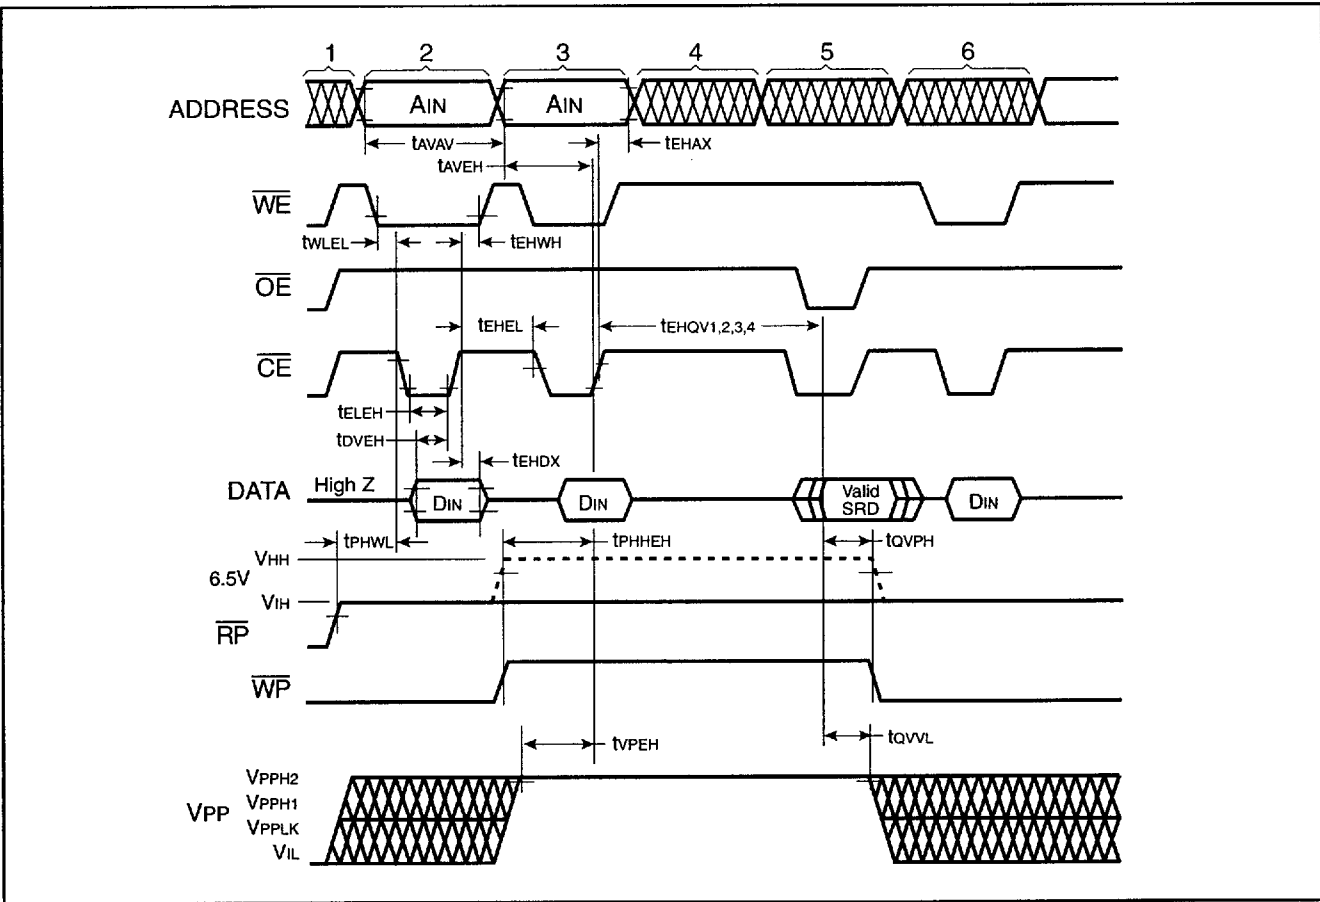 1 2 3 4 5 6
ADDRESS AIN AIN
tAVAV tEHAX
tAVEH
WE
tWLEL tEHWH
OE
tEHEL tEHQV1,2,3,4
CE
tELEH
tDVEH
tEHDX
DATA High Z DIN DIN Valid SRD DIN
tPHWL tPHHEH tQVPH
VHH
6.5V
VIH
RP
WP
tVPEH tQVVL
VPPH2
VPP VPPH1
VPPLK
VIL